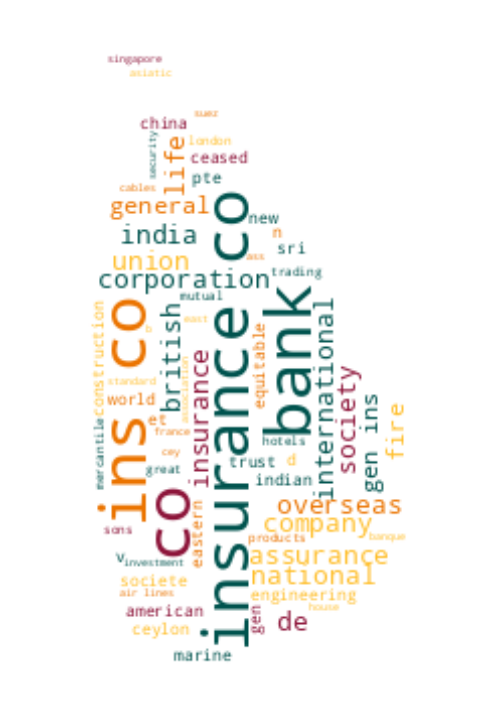 singapore
asiatic
suez
china
security
life
london
ceased
cables
pte
general
insurance co
new
india
n
sri
union
ass
corporation
trading
mutual
bank
ins co
construction
british
east
b
international
equitable
insurance
society
standard
association
world
et
gen ins
fire
france
mercantile
hotels
cey
great
trust
d
indian
co
overseas
sons
eastern
company
products
banque
v
investment
assurance
societe
national
air lines
engineering
american
gen
house
de
ceylon
marine